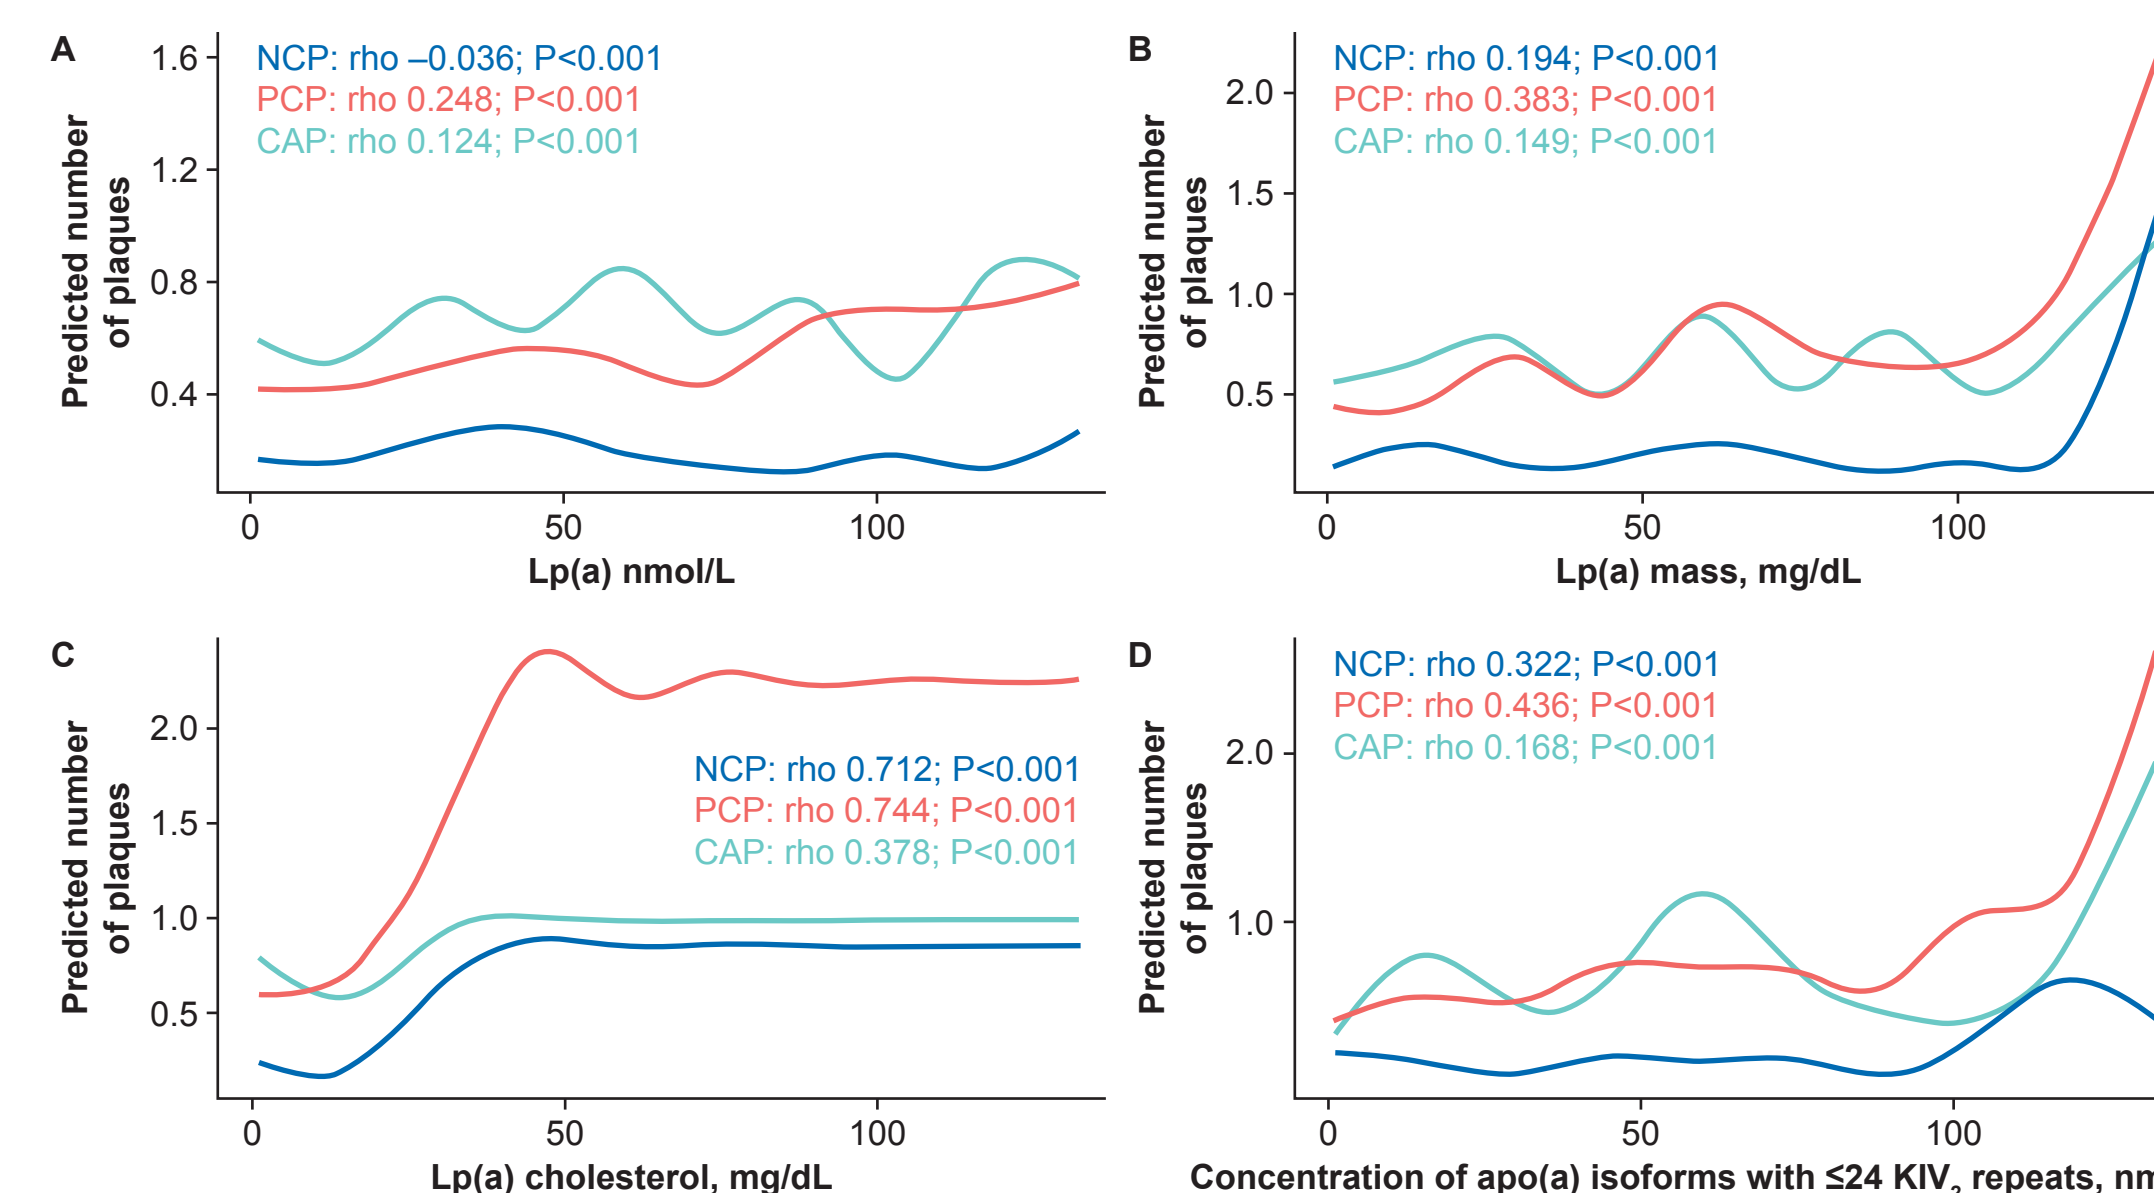 A
NCP: rho –0.036; P<0.001
PCP: rho 0.248; P<0.001
CAP: rho 0.124; P<0.001
Predicted number
of plaques
1.6
1.2
0.8
0.4
0 50 100
Lp(a) nmol/L
B
NCP: rho 0.194; P<0.001
PCP: rho 0.383; P<0.001
CAP: rho 0.149; P<0.001
Predicted number
of plaques
2.0
1.5
1.0
0.5
0 50 100
Lp(a) mass, mg/dL
C
Predicted number
of plaques
2.0
1.5
1.0
0.5
NCP: rho 0.712; P<0.001
PCP: rho 0.744; P<0.001
CAP: rho 0.378; P<0.001
0 50 100
Lp(a) cholesterol, mg/dL
D
NCP: rho 0.322; P<0.001
PCP: rho 0.436; P<0.001
CAP: rho 0.168; P<0.001
Predicted number
of plaques
2.0
1.0
0 50 100
Concentration of apo(a) isoforms with ≤24 KIV₂ repeats,